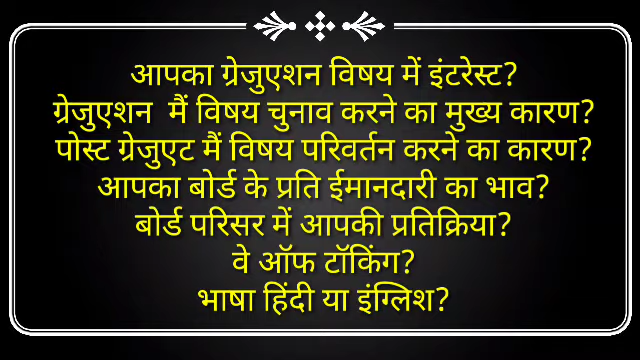 आपका ग्रेजुएशन विषय में इंटरेस्ट?
ग्रेजुएशन मैं विषय चुनाव करने का मुख्य कारण?
पोस्ट ग्रेजुएट मैं विषय परिवर्तन करने का कारण?
आपका बोर्ड के प्रति ईमानदारी का भाव?
बोर्ड परिसर में आपकी प्रतिक्रिया?
वे ऑफ टॉकिंग?
भाषा हिंदी या इंग्लिश?